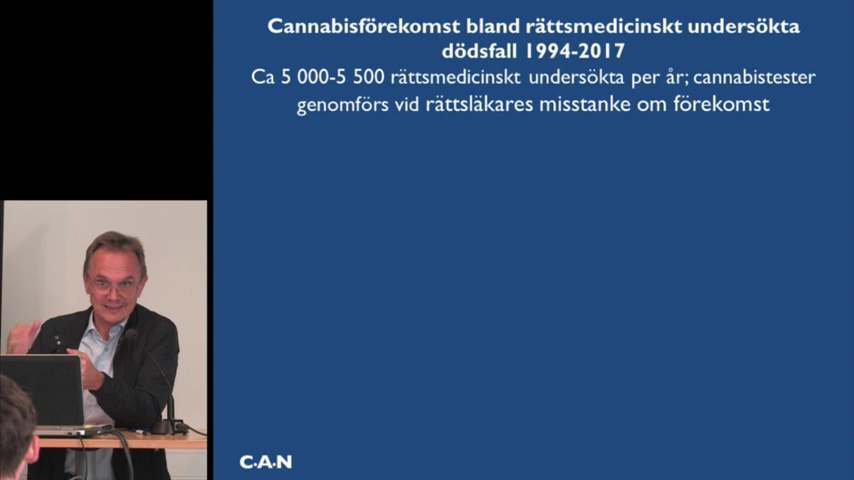 Cannabisförekomst bland rättsmedicinskt undersökta
dödsfall 1994-2017
Ca 5 000-5 500 rättsmedicinskt undersökta per år; cannabistester
genomförs vid rättsläkares misstanke om förekomst
C·A·N